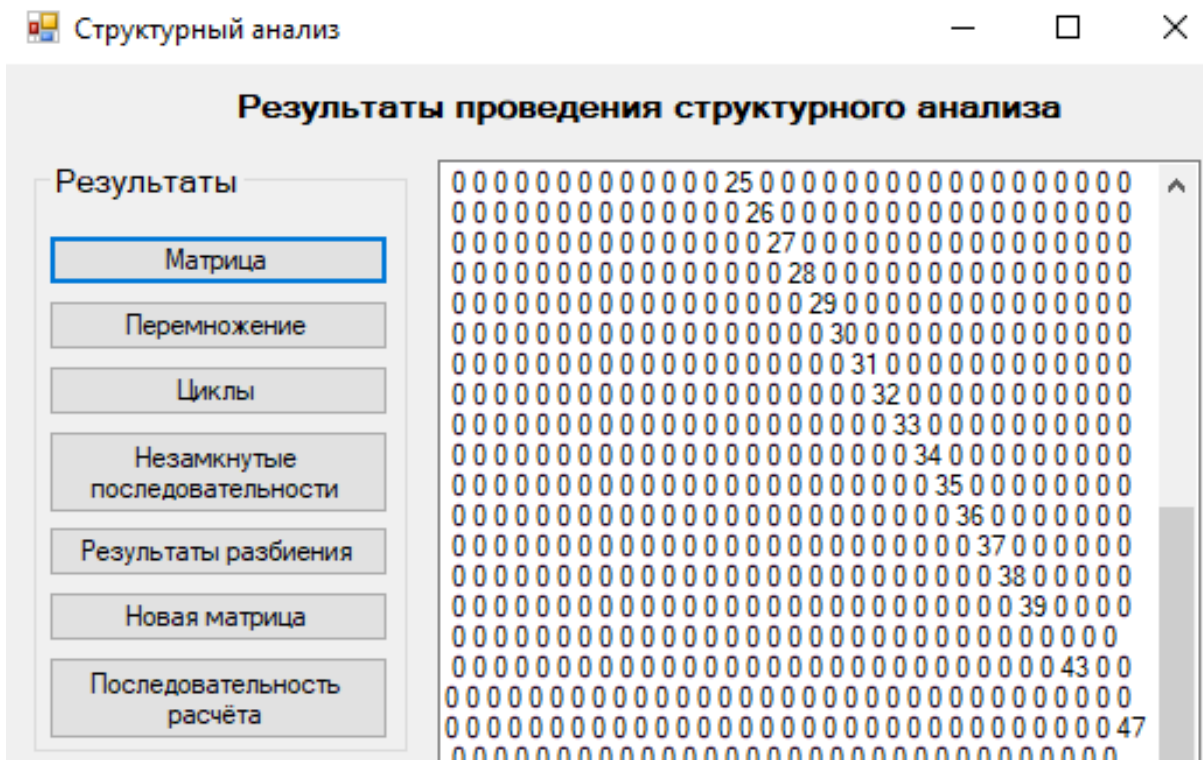 Структурный анализ
Результаты проведения структурного анализа
Результаты
Матрица
Перемножение
Циклы
Незамкнутые
последовательности
Результаты разбиения
Новая матрица
Последовательность
расчёта
0 0 0 0 0 0 0 0 0 0 0 0 0 25 0 0 0 0 0 0 0 0 0 0 0 0 0 0 0 0 0 0
0 0 0 0 0 0 0 0 0 0 0 0 0 0 26 0 0 0 0 0 0 0 0 0 0 0 0 0 0 0 0 0
0 0 0 0 0 0 0 0 0 0 0 0 0 0 0 27 0 0 0 0 0 0 0 0 0 0 0 0 0 0 0 0
0 0 0 0 0 0 0 0 0 0 0 0 0 0 0 0 28 0 0 0 0 0 0 0 0 0 0 0 0 0 0 0
0 0 0 0 0 0 0 0 0 0 0 0 0 0 0 0 0 29 0 0 0 0 0 0 0 0 0 0 0 0 0 0
0 0 0 0 0 0 0 0 0 0 0 0 0 0 0 0 0 0 30 0 0 0 0 0 0 0 0 0 0 0 0 0
0 0 0 0 0 0 0 0 0 0 0 0 0 0 0 0 0 0 0 31 0 0 0 0 0 0 0 0 0 0 0 0
0 0 0 0 0 0 0 0 0 0 0 0 0 0 0 0 0 0 0 0 32 0 0 0 0 0 0 0 0 0 0 0
0 0 0 0 0 0 0 0 0 0 0 0 0 0 0 0 0 0 0 0 0 33 0 0 0 0 0 0 0 0 0 0
0 0 0 0 0 0 0 0 0 0 0 0 0 0 0 0 0 0 0 0 0 0 34 0 0 0 0 0 0 0 0 0
0 0 0 0 0 0 0 0 0 0 0 0 0 0 0 0 0 0 0 0 0 0 0 35 0 0 0 0 0 0 0 0
0 0 0 0 0 0 0 0 0 0 0 0 0 0 0 0 0 0 0 0 0 0 0 0 36 0 0 0 0 0 0 0
0 0 0 0 0 0 0 0 0 0 0 0 0 0 0 0 0 0 0 0 0 0 0 0 0 37 0 0 0 0 0 0
0 0 0 0 0 0 0 0 0 0 0 0 0 0 0 0 0 0 0 0 0 0 0 0 0 0 38 0 0 0 0 0
0 0 0 0 0 0 0 0 0 0 0 0 0 0 0 0 0 0 0 0 0 0 0 0 0 0 0 39 0 0 0 0
0 0 0 0 0 0 0 0 0 0 0 0 0 0 0 0 0 0 0 0 0 0 0 0 0 0 0 0 0 0 0 0
0 0 0 0 0 0 0 0 0 0 0 0 0 0 0 0 0 0 0 0 0 0 0 0 0 0 0 0 0 43 0 0
0 0 0 0 0 0 0 0 0 0 0 0 0 0 0 0 0 0 0 0 0 0 0 0 0 0 0 0 0 0 0 0 0
0 0 0 0 0 0 0 0 0 0 0 0 0 0 0 0 0 0 0 0 0 0 0 0 0 0 0 0 0 0 0 0 47